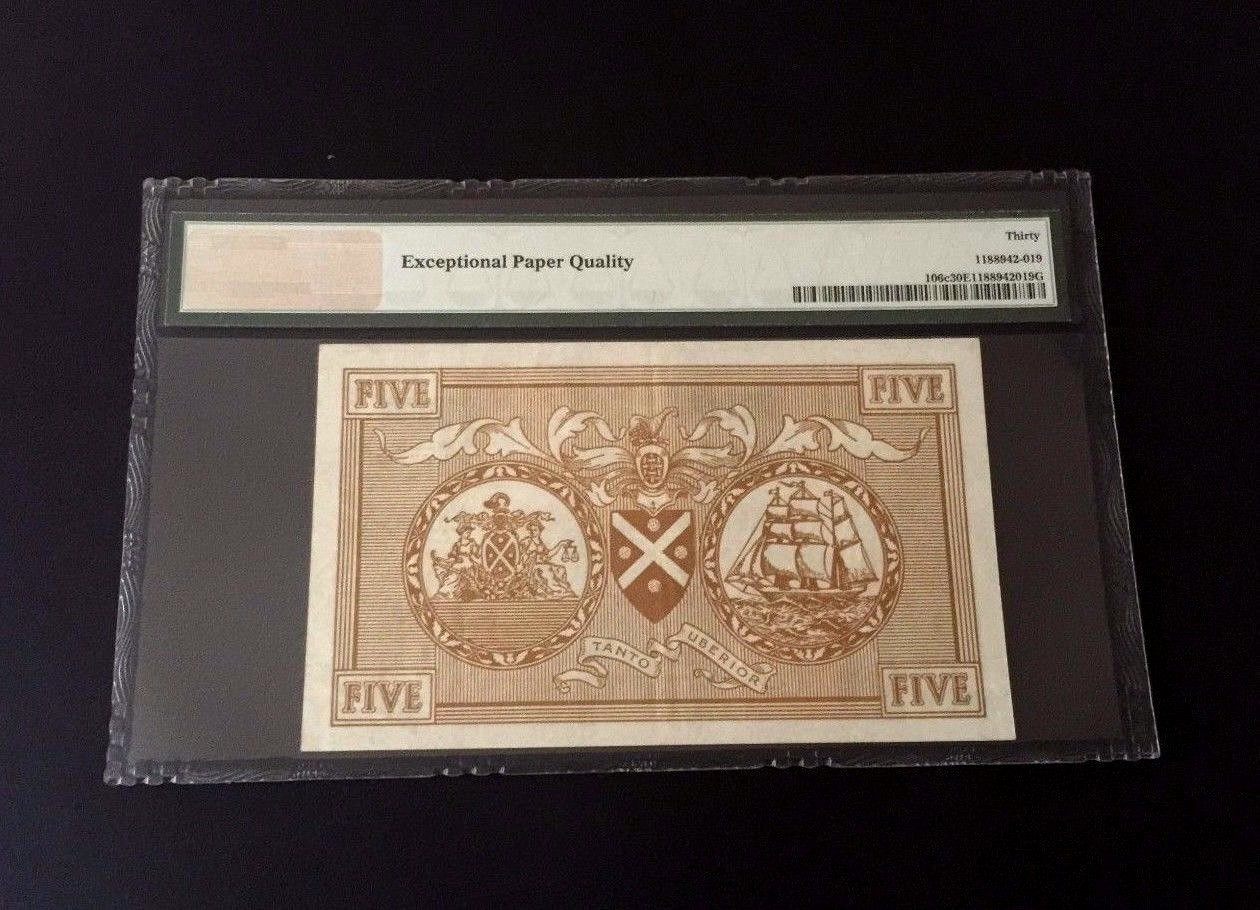 Exceptional Paper Quality
Thirty
1188942-019
106c30E1188942019G
FIVE FIVE
TANTO UBERIOR
FIVE FIVE